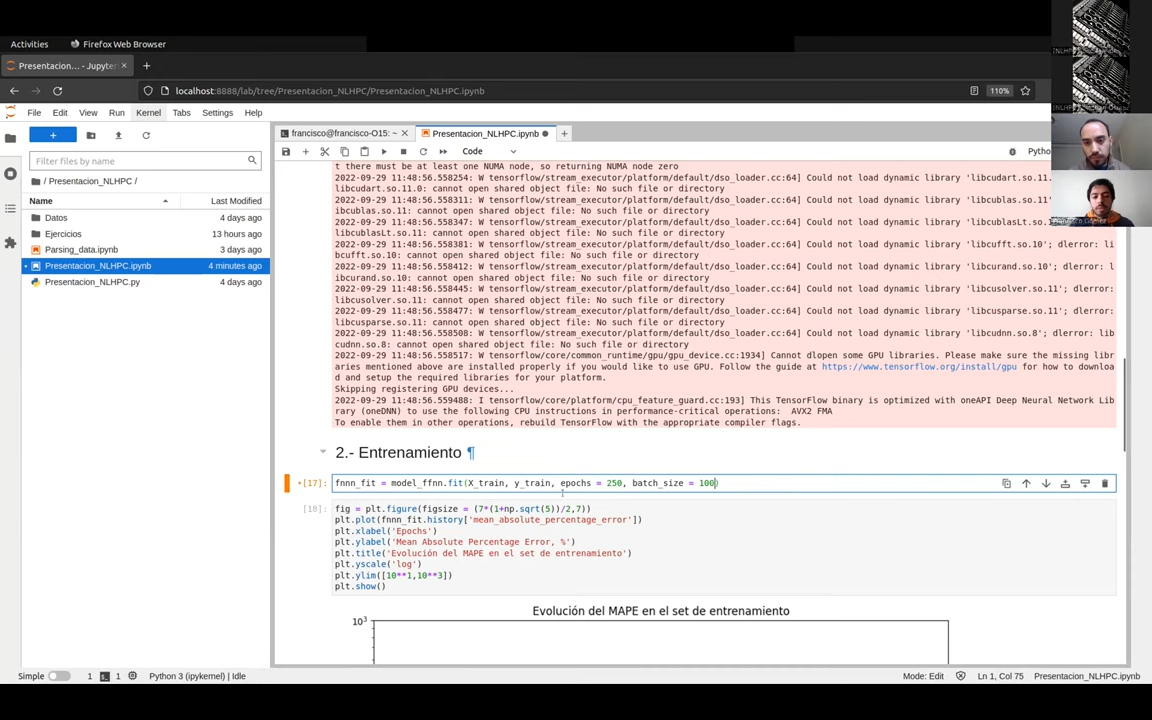 Activities
Firefox Web Browser
Presentacion... - Jupyter
localhost:8888/lab/tree/Presentacion_NLHPC/Presentacion_NLHPC.ipynb
110%
File Edit View Run Kernel Tabs Settings Help
francisco@francisco-O15: ~
Presentacion_NLHPC.ipynb
Code
Python
Filter files by name
/ Presentacion_NLHPC /
Name Last Modified
Datos 4 days ago
Ejercicios 13 hours ago
Parsing_data.ipynb 3 days ago
Presentacion_NLHPC.ipynb 4 minutes ago
Presentacion_NLHPC.py 4 days ago
t there must be at least one NUMA node, so returning NUMA node zero
2022-09-29 11:48:56.558254: W tensorflow/stream_executor/platform/default/dso_loader.cc:64] Could not load dynamic library 'libcudart.so.11.
libcudart.so.11.0: cannot open shared object file: No such file or directory
2022-09-29 11:48:56.558311: W tensorflow/stream_executor/platform/default/dso_loader.cc:64] Could not load dynamic library 'libcublas.so.11
ibcublas.so.11: cannot open shared object file: No such file or directory
2022-09-29 11:48:56.558347: W tensorflow/stream_executor/platform/default/dso_loader.cc:64] Could not load dynamic library 'libcublasLt.so.
libcublasLt.so.11: cannot open shared object file: No such file or directory
2022-09-29 11:48:56.558381: W tensorflow/stream_executor/platform/default/dso_loader.cc:64] Could not load dynamic library 'libcufft.so.10'; dlerror: li
bcufft.so.10: cannot open shared object file: No such file or directory
2022-09-29 11:48:56.558412: W tensorflow/stream_executor/platform/default/dso_loader.cc:64] Could not load dynamic library 'libcurand.so.10'; dlerror: l
ibcurand.so.10: cannot open shared object file: No such file or directory
2022-09-29 11:48:56.558445: W tensorflow/stream_executor/platform/default/dso_loader.cc:64] Could not load dynamic library 'libcusolver.so.11'; dlerror:
libcusolver.so.11: cannot open shared object file: No such file or directory
2022-09-29 11:48:56.558477: W tensorflow/stream_executor/platform/default/dso_loader.cc:64] Could not load dynamic library 'libcusparse.so.11'; dlerror:
libcusparse.so.11: cannot open shared object file: No such file or directory
2022-09-29 11:48:56.558508: W tensorflow/stream_executor/platform/default/dso_loader.cc:64] Could not load dynamic library 'libcudnn.so.8'; dlerror: lib
cudnn.so.8: cannot open shared object file: No such file or directory
2022-09-29 11:48:56.558517: W tensorflow/core/common_runtime/gpu/gpu_device.cc:1934] Cannot dlopen some GPU libraries. Please make sure the missing libr
aries mentioned above are installed properly if you would like to use GPU. Follow the guide at https://www.tensorflow.org/install/gpu for how to downloa
d and setup the required libraries for your platform.
Skipping registering GPU devices...
2022-09-29 11:48:56.559488: I tensorflow/core/platform/cpu_feature_guard.cc:193] This TensorFlow binary is optimized with oneAPI Deep Neural Network Lib
rary (oneDNN) to use the following CPU instructions in performance-critical operations:  AVX2 FMA
To enable them in other operations, rebuild TensorFlow with the appropriate compiler flags.
2.- Entrenamiento ¶
[17]: fnnn_fit = model_ffnn.fit(X_train, y_train, epochs = 250, batch_size = 100)
[18]: fig = plt.figure(figsize = (7*(1+np.sqrt(5))/2,7))
plt.plot(fnnn_fit.history['mean_absolute_percentage_error'])
plt.xlabel('Epochs')
plt.ylabel('Mean Absolute Percentage Error, %')
plt.title('Evolución del MAPE en el set de entrenamiento')
plt.yscale('log')
plt.ylim([10**1,10**3])
plt.show()
Evolución del MAPE en el set de entrenamiento
10³
Simple 1 1 Python 3 (ipykernel) | Idle
Mode: Edit Ln 1, Col 75 Presentacion_NLHPC.ipynb